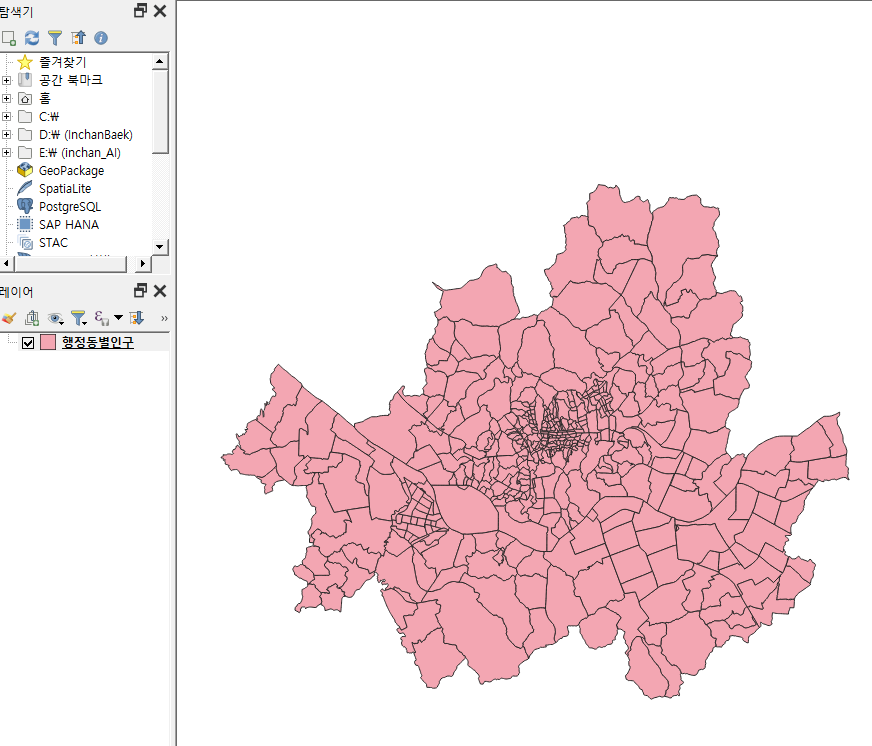 탐색기
즐겨찾기
공간 북마크
홈
C:₩
D:₩ (InchanBaek)
E:₩ (inchan_AI)
GeoPackage
SpatiaLite
PostgreSQL
SAP HANA
STAC
레이어
»
행정동별인구